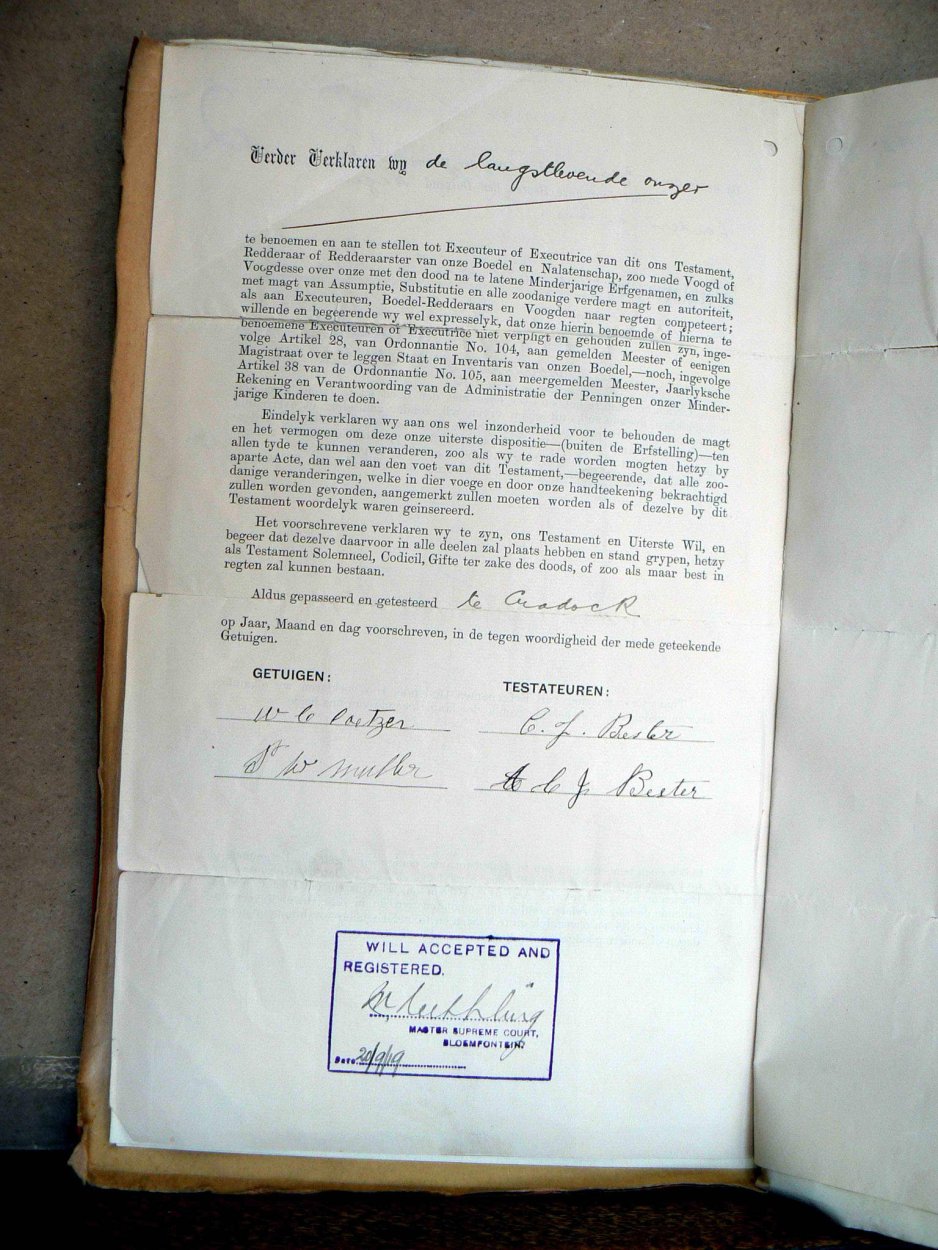 Verder Verklaren wy de langstlevende onzer
te benoemen en aan te stellen tot Executeur of Executrice van dit ons Testament,
Redderaar of Redderaarster van onze Boedel en Nalatenschap, zoo mede Voogd of
Voogdesse over onze met den dood na te latene Minderjarige Erfgenamen, en zulks
met magt van Assumptie, Substitutie en alle zoodanige verdere magt en autoriteit,
als aan Executeuren, Boedel-Redderaars en Voogden naar regten competeert;
willende en begeerende wy wel expresselyk, dat onze hierin benoemde of hierna te
benoemene Executeuren of Executrice niet verpligt en gehouden zullen zyn, inge-
volge Artikel 28, van Ordonnantie No. 104, aan gemelden Meester of eenigen
Magistraat over te leggen Staat en Inventaris van onzen Boedel,—noch, ingevolge
Artikel 38 van de Ordonnantie No. 105, aan meergemelden Meester, Jaarlyksche
Rekening en Verantwoording van de Administratie der Penningen onzer Minder-
jarige Kinderen te doen.
Eindelyk verklaren wy aan ons wel inzonderheid voor te behouden de magt
en het vermogen om deze onze uiterste dispositie—(buiten de Erfstelling)—ten
allen tyde te kunnen veranderen, zoo als wy te rade worden mogten hetzy by
aparte Acte, dan wel aan den voet van dit Testament,—begeerende, dat alle zoo-
danige veranderingen, welke in dier voege en door onze handteekening bekrachtigd
zullen worden gevonden, aangemerkt zullen moeten worden als of dezelve by dit
Testament woordelyk waren geinsereerd.
Het voorschrevene verklaren wy te zyn, ons Testament en Uiterste Wil, en
begeer dat dezelve daarvoor in alle deelen zal plaats hebben en stand grypen, hetzy
als Testament Solemneel, Codicil, Gifte ter zake des doods, of zoo als maar best in
regten zal kunnen bestaan.
Aldus gepasseerd en getesteerd te Cradock
op Jaar, Maand en dag voorschreven, in de tegen woordigheid der mede geteekende
Getuigen.
GETUIGEN:
TESTATEUREN:
W C Coetzer
C. J. Bester
W Muller
C J Bester
WILL ACCEPTED AND
REGISTERED.
MASTER SUPREME COURT,
BLOEMFONTEIN.
Date 20/9/19